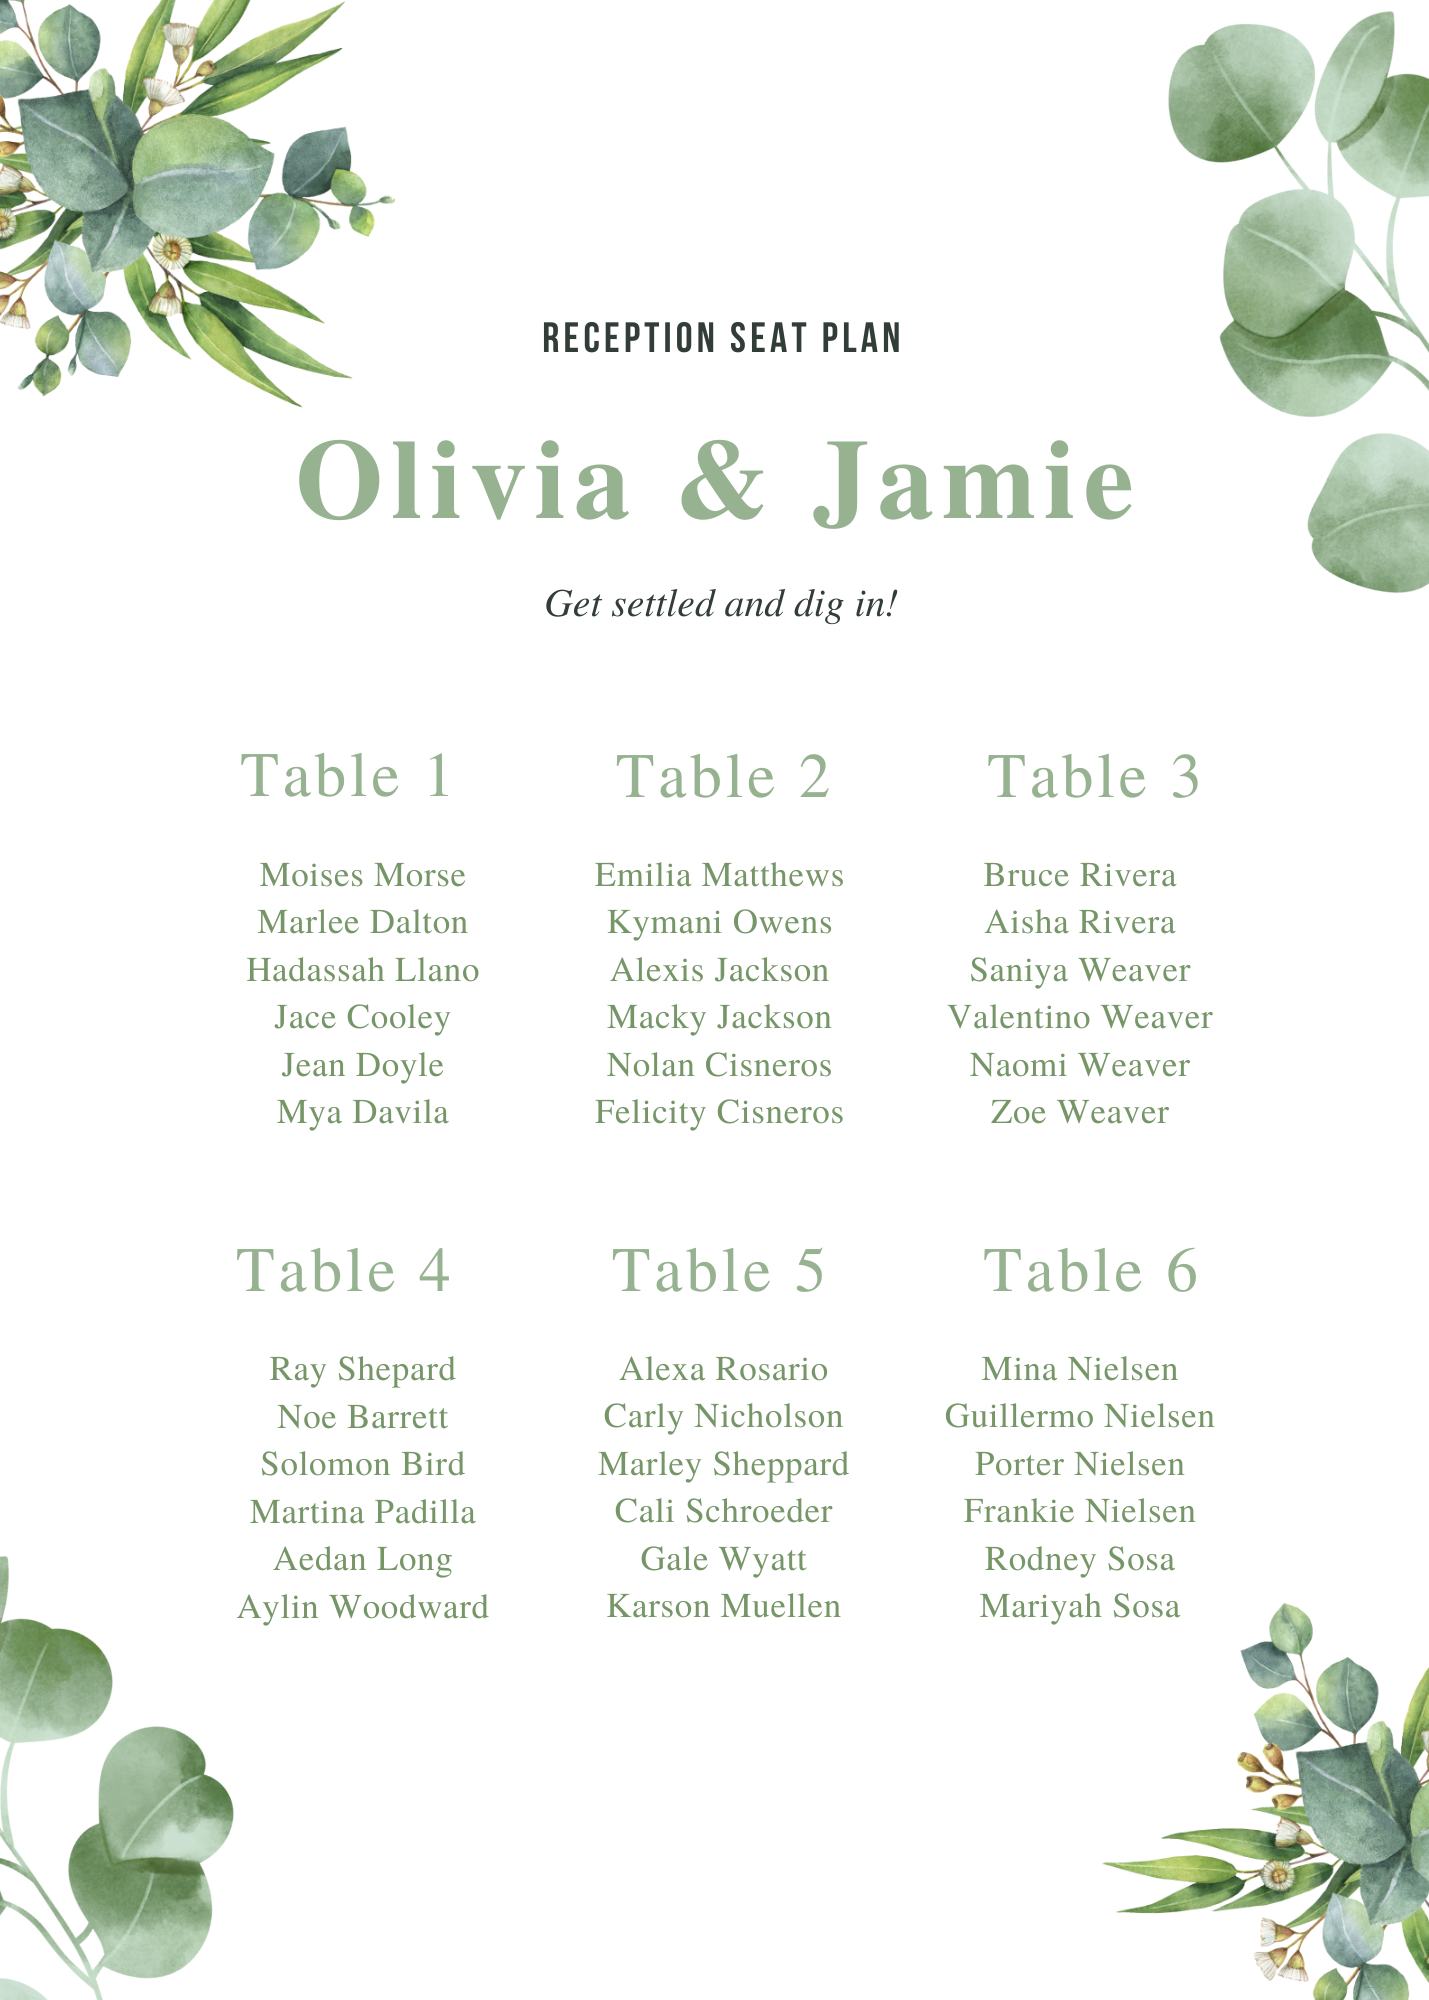 RECEPTION SEAT PLAN
Olivia & Jamie
Get settled and dig in!
Table 1
Moises Morse
Marlee Dalton
Hadassah Llano
Jace Cooley
Jean Doyle
Mya Davila
Table 2
Emilia Matthews
Kymani Owens
Alexis Jackson
Macky Jackson
Nolan Cisneros
Felicity Cisneros
Table 3
Bruce Rivera
Aisha Rivera
Saniya Weaver
Valentino Weaver
Naomi Weaver
Zoe Weaver
Table 4
Ray Shepard
Noe Barrett
Solomon Bird
Martina Padilla
Aedan Long
Aylin Woodward
Table 5
Alexa Rosario
Carly Nicholson
Marley Sheppard
Cali Schroeder
Gale Wyatt
Karson Muellen
Table 6
Mina Nielsen
Guillermo Nielsen
Porter Nielsen
Frankie Nielsen
Rodney Sosa
Mariyah Sosa